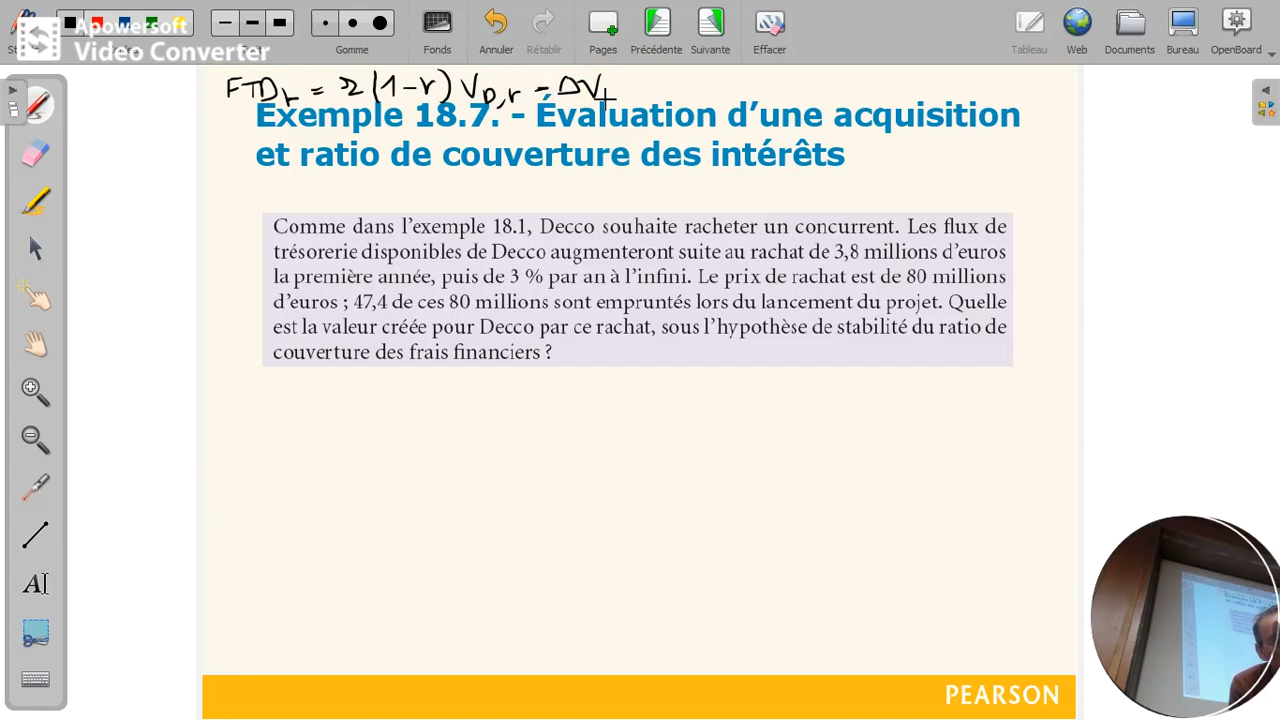 Apowersoft
Video Converter
Gomme
Fonds
Annuler
Rétablir
Pages
Précédente
Suivante
Effacer
Tableau
Web
Documents
Bureau
OpenBoard
Exemple 18.7. - Évaluation d’une acquisition
et ratio de couverture des intérêts
Comme dans l’exemple 18.1, Decco souhaite racheter un concurrent. Les flux de
trésorerie disponibles de Decco augmenteront suite au rachat de 3,8 millions d’euros
la première année, puis de 3 % par an à l’infini. Le prix de rachat est de 80 millions
d’euros ; 47,4 de ces 80 millions sont empruntés lors du lancement du projet. Quelle
est la valeur créée pour Decco par ce rachat, sous l’hypothèse de stabilité du ratio de
couverture des frais financiers ?
PEARSON